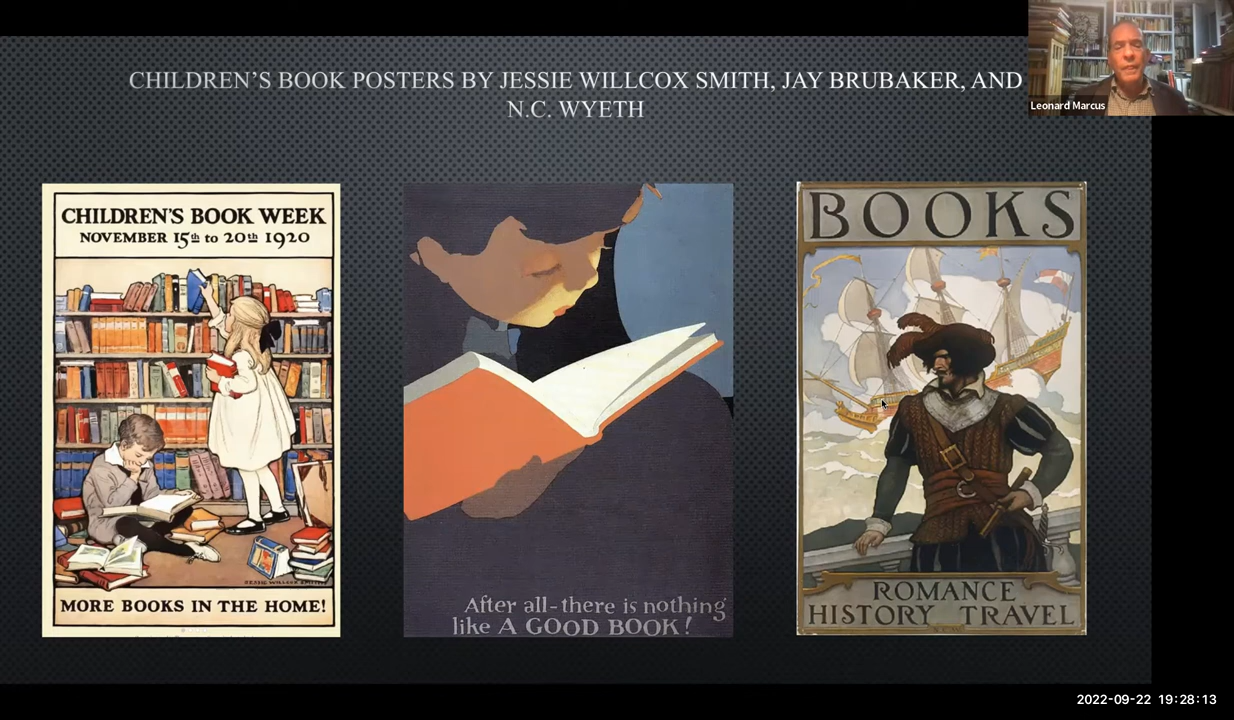 CHILDREN'S BOOK POSTERS BY JESSIE WILLCOX SMITH, JAY BRUBAKER, AND
N.C. WYETH
Leonard Marcus
CHILDREN'S BOOK WEEK
NOVEMBER 15th to 20th 1920
JESSIE WILLCOX SMITH
MORE BOOKS IN THE HOME!
After all-there is nothing
like A GOOD BOOK!
BOOKS
ROMANCE
HISTORY TRAVEL
2022-09-22 19:28:13